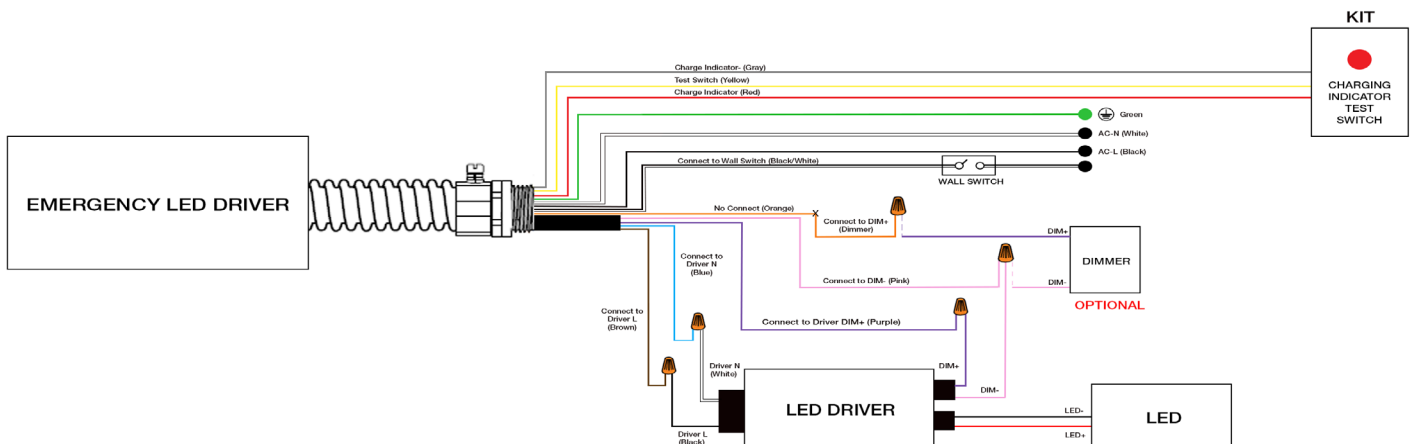 KIT
CHARGING
INDICATOR
TEST
SWITCH
Charge Indicator- (Gray)
Test Switch (Yellow)
Charge Indicator (Red)
Green
AC-N (White)
AC-L (Black)
Connect to Wall Switch (Black/White)
WALL SWITCH
EMERGENCY LED DRIVER
No Connect (Orange)
X
Connect to DIM+
(Dimmer)
DIM+
DIMMER
DIM-
OPTIONAL
Connect to
Driver N
(Blue)
Connect to DIM- (Pink)
Connect to
Driver L
(Brown)
Connect to Driver DIM+ (Purple)
Driver N
(White)
DIM+
DIM-
LED DRIVER
LED-
LED+
LED
Driver L
(Black)